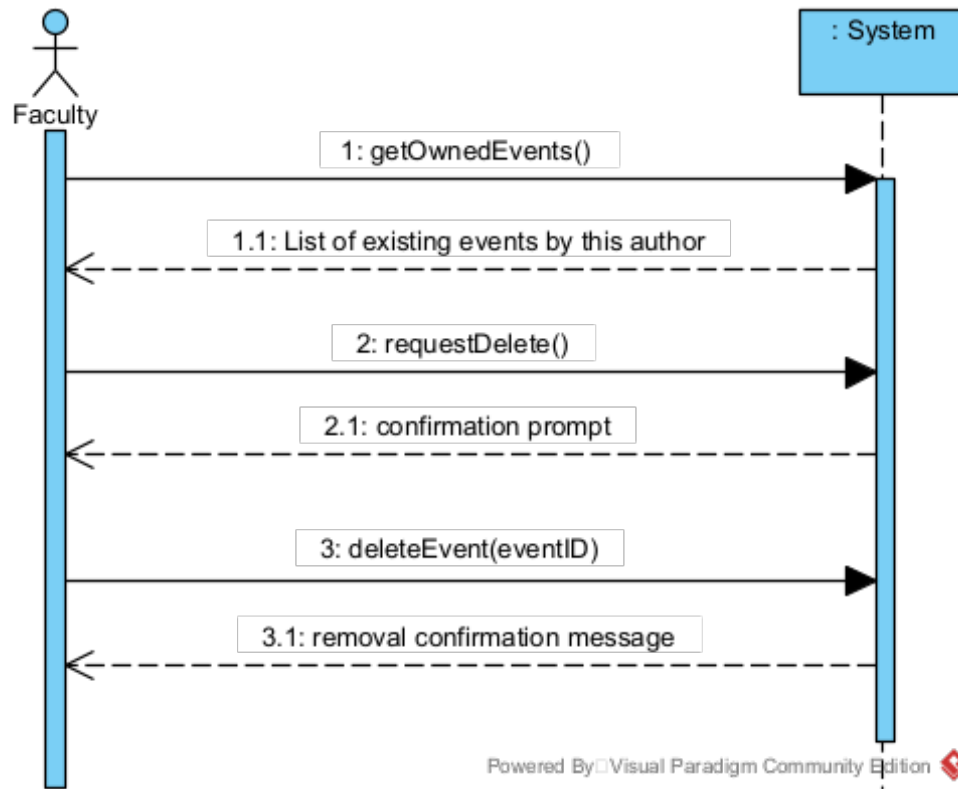 : System
Faculty
1: getOwnedEvents()
1.1: List of existing events by this author
2: requestDelete()
2.1: confirmation prompt
3: deleteEvent(eventID)
3.1: removal confirmation message
Powered By□Visual Paradigm Community Edition